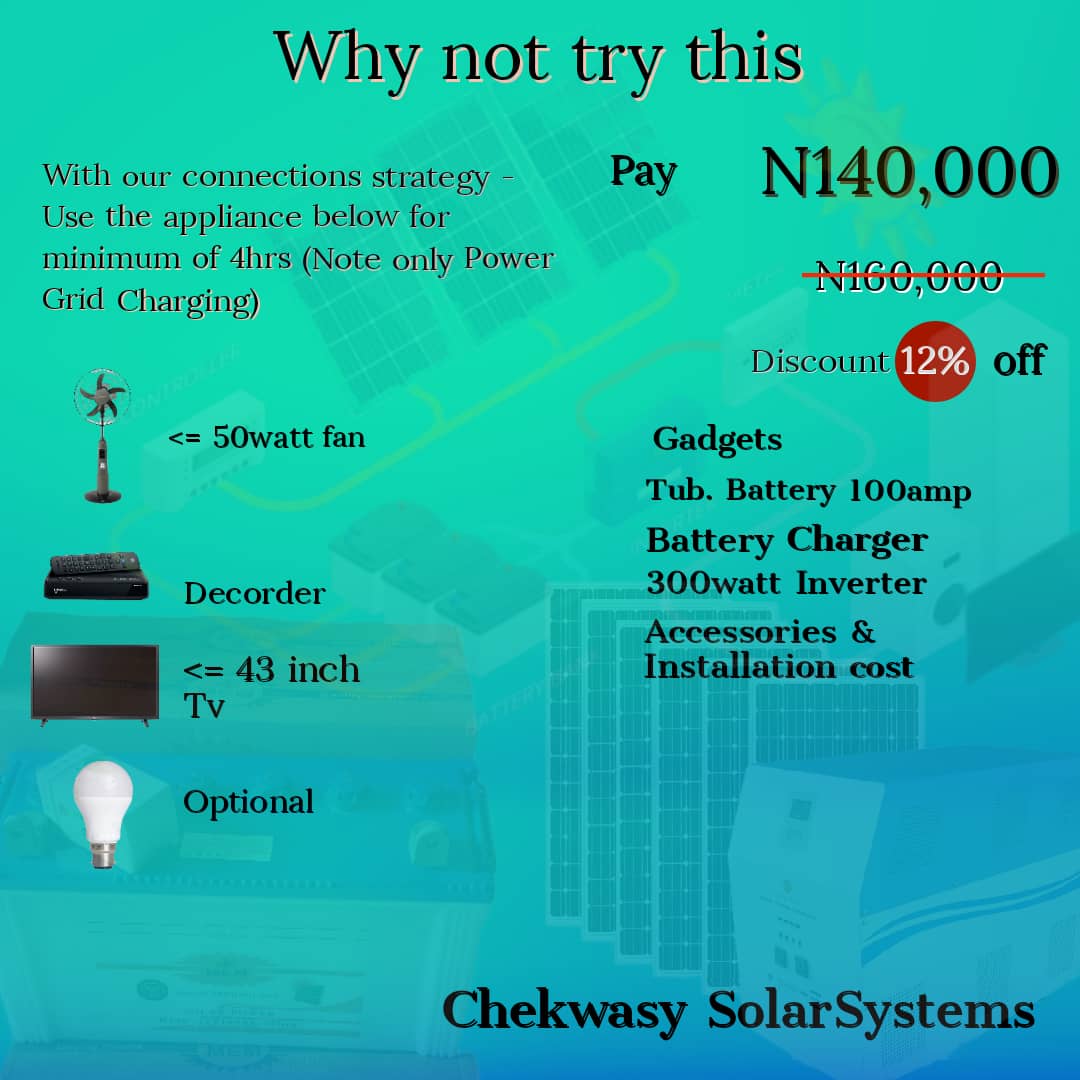 Why not try this
With our connections strategy -
Use the appliance below for
minimum of 4hrs (Note only Power
Grid Charging)
Pay N140,000
N160,000
Discount 12% off
<= 50watt fan
Decorder
<= 43 inch
Tv
Optional
Gadgets
Tub. Battery 100amp
Battery Charger
300watt Inverter
Accessories &
Installation cost
MEM
MEM
Chekwasy SolarSystems